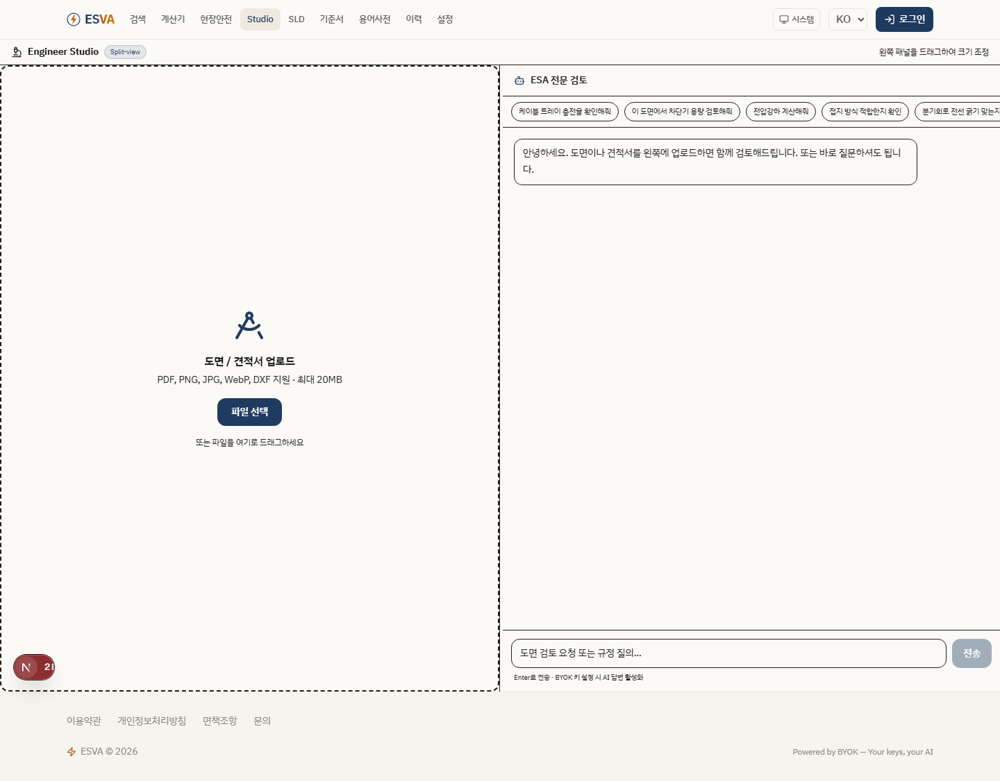 ESVA 검색 계산기 현장안전 Studio SLD 기준서 용어사전 이력 설정 시스템 KO 로그인
Engineer Studio Split-view 왼쪽 패널을 드래그하여 크기 조정
ESA 전문 검토
케이블 트레이 충전율 확인해줘 이 도면에서 차단기 용량 검토해줘 전압강하 계산해줘 접지 방식 적합한지 확인 분기회로 전선 굵기 맞는지
안녕하세요. 도면이나 견적서를 왼쪽에 업로드하면 함께 검토해드립니다. 또는 바로 질문하셔도 됩니
다.
도면 / 견적서 업로드
PDF, PNG, JPG, WebP, DXF 지원 · 최대 20MB
파일 선택
또는 파일을 여기로 드래그하세요
도면 검토 요청 또는 규정 질의... 전송
Enter로 전송 · BYOK 키 설정 시 AI 답변 활성화
N 2
이용약관 개인정보처리방침 면책조항 문의
ESVA © 2026 Powered by BYOK — Your keys, your AI